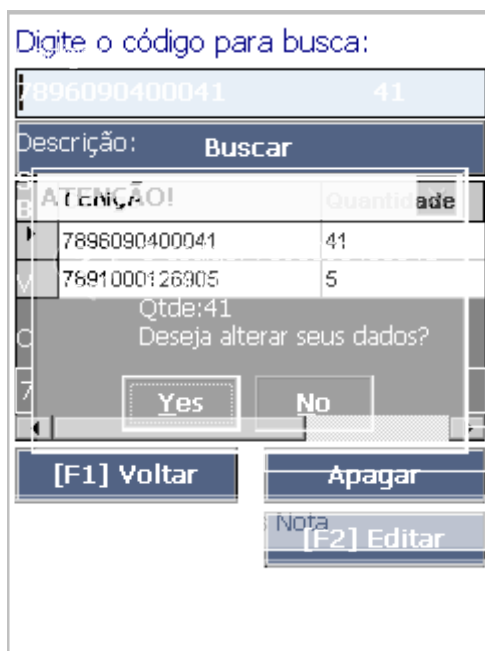 Digite o código para busca:
7896090400041 41
Descrição:
Buscar
ATENÇÃO!
Quantidade
7896090400041 41
7691000126905 5
Qtde:41
Deseja alterar seus dados?
Yes No
[F1] Voltar Apagar
Nota
[F2] Editar